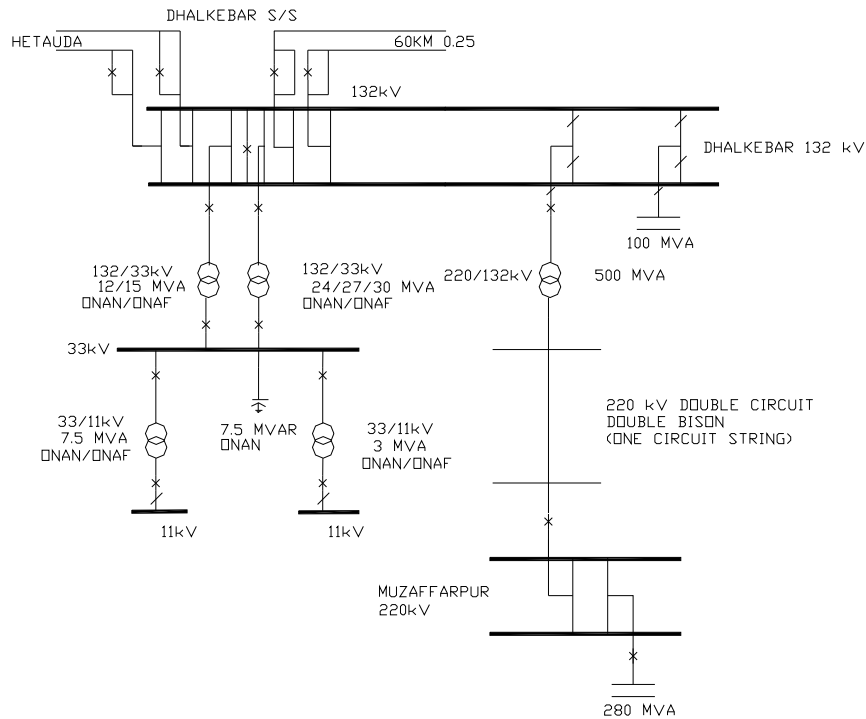 DHALKEBAR S/S
HETAUDA
60KM 0.25
132kV
DHALKEBAR 132 kV
100 MVA
132/33kV
12/15 MVA
ONAN/ONAF
132/33kV
24/27/30 MVA
ONAN/ONAF
220/132kV
500 MVA
33kV
33/11kV
7.5 MVA
ONAN/ONAF
7.5 MVAR
ONAN
33/11kV
3 MVA
ONAN/ONAF
220 kV DOUBLE CIRCUIT
DOUBLE BISON
(ONE CIRCUIT STRING)
11kV
11kV
MUZAFFARPUR
220kV
280 MVA